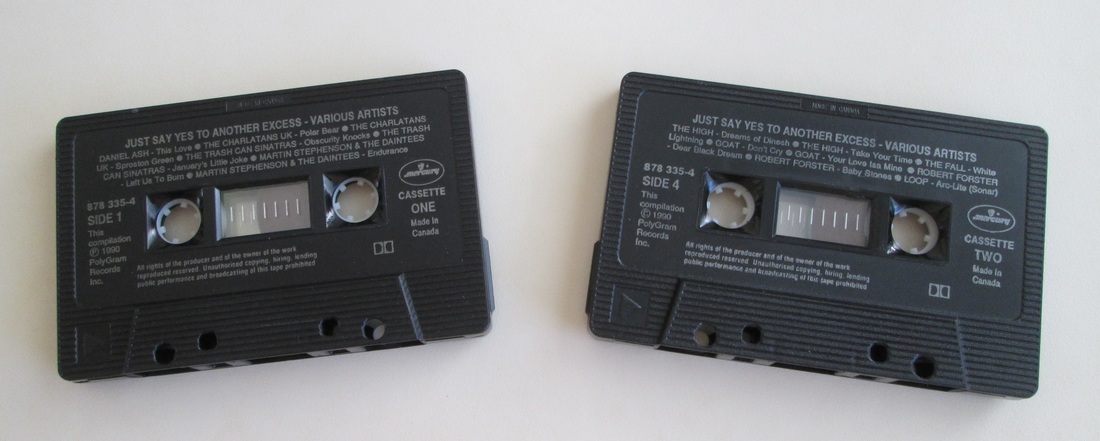 JUST SAY YES TO ANOTHER EXCESS - VARIOUS ARTISTS
DANIEL ASH - This Love ● THE CHARLATANS UK - Polar Bear ● THE CHARLATANS
UK - Sproston Green ● THE TRASH CAN SINATRAS - Obscurity Knocks ● THE TRASH
CAN SINATRAS - January's Little Joke ● MARTIN STEPHENSON & THE DAINTEES
- Left Us To Burn ● MARTIN STEPHENSON & THE DAINTEES - Endurance
878 335-4
SIDE 1
This
compilation
℗ 1990
PolyGram
Records
Inc.
mercury
CASSETTE
ONE
Made In
Canada
All rights of the producer and of the owner of the work
reproduced reserved. Unauthorised copying, hiring, lending
public performance and broadcasting of this tape prohibited
MADE IN CANADA
JUST SAY YES TO ANOTHER EXCESS - VARIOUS ARTISTS
THE HIGH - Dreams of Dinesh ● THE HIGH - Take Your Time ● THE FALL - White
Lightning ● GOAT - Don't Cry ● GOAT - Your Love Iss Mine ● ROBERT FORSTER
- Dear Black Dream ● ROBERT FORSTER - Baby Stones ● LOOP - Arc-Lite (Sonar)
878 335-4
SIDE 4
This
compilation
℗ 1990
PolyGram
Records
Inc.
mercury
CASSETTE
TWO
Made In
Canada
All rights of the producer and of the owner of the work
reproduced reserved. Unauthorised copying, hiring, lending
public performance and broadcasting of this tape prohibited